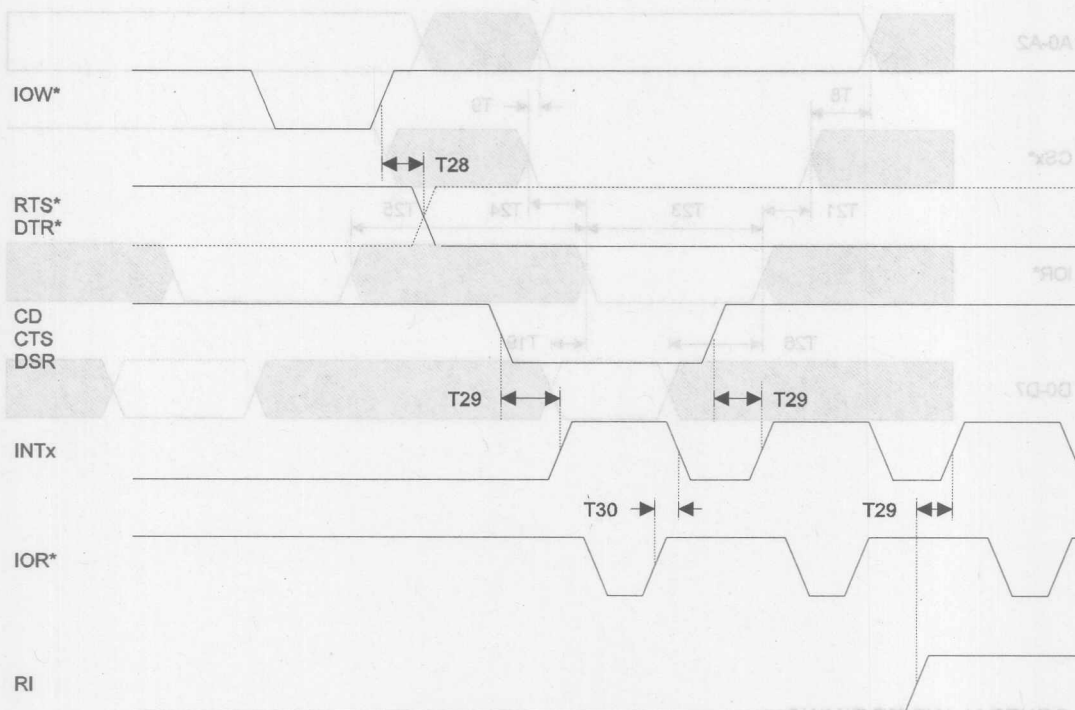 A0-A2
IOW*
T9
T8
CSx*
T28
RTS*
DTR*
T25
T24
T23
T21
IOR*
CD
CTS
DSR
T19
T26
D0-D7
T29
T29
INTx
T30
T29
IOR*
RI